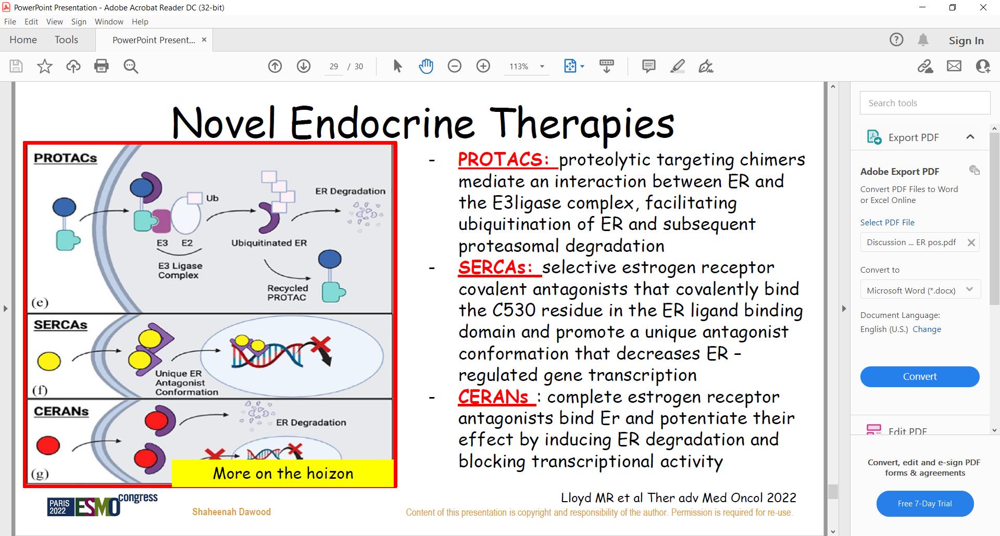 PowerPoint Presentation - Adobe Acrobat Reader DC (32-bit)
File Edit View Sign Window Help
Home Tools PowerPoint Present... × Sign In
29 / 30 113%
Novel Endocrine Therapies
PROTACs
Ub
ER Degradation
E3 E2
Ubiquitinated ER
E3 Ligase
Complex
Recycled
PROTAC
(e)
SERCAs
Unique ER
Antagonist
Conformation
(f)
CERANs
ER Degradation
(g)
More on the hoizon
- PROTACS: proteolytic targeting chimers
mediate an interaction between ER and
the E3ligase complex, facilitating
ubiquitination of ER and subsequent
proteasomal degradation
- SERCAs: selective estrogen receptor
covalent antagonists that covalently bind
the C530 residue in the ER ligand binding
domain and promote a unique antagonist
conformation that decreases ER –
regulated gene transcription
- CERANs : complete estrogen receptor
antagonists bind Er and potentiate their
effect by inducing ER degradation and
blocking transcriptional activity
Lloyd MR et al Ther adv Med Oncol 2022
PARIS
2022 ESMO congress
Shaheenah Dawood
Content of this presentation is copyright and responsibility of the author. Permission is required for re-use.
Search tools
Export PDF
Adobe Export PDF
Convert PDF Files to Word
or Excel Online
Select PDF File
Discussion ... ER pos.pdf
Convert to
Microsoft Word (*.docx)
Document Language:
English (U.S.) Change
Convert
Edit PDF
Convert, edit and e-sign PDF
forms & agreements
Free 7-Day Trial